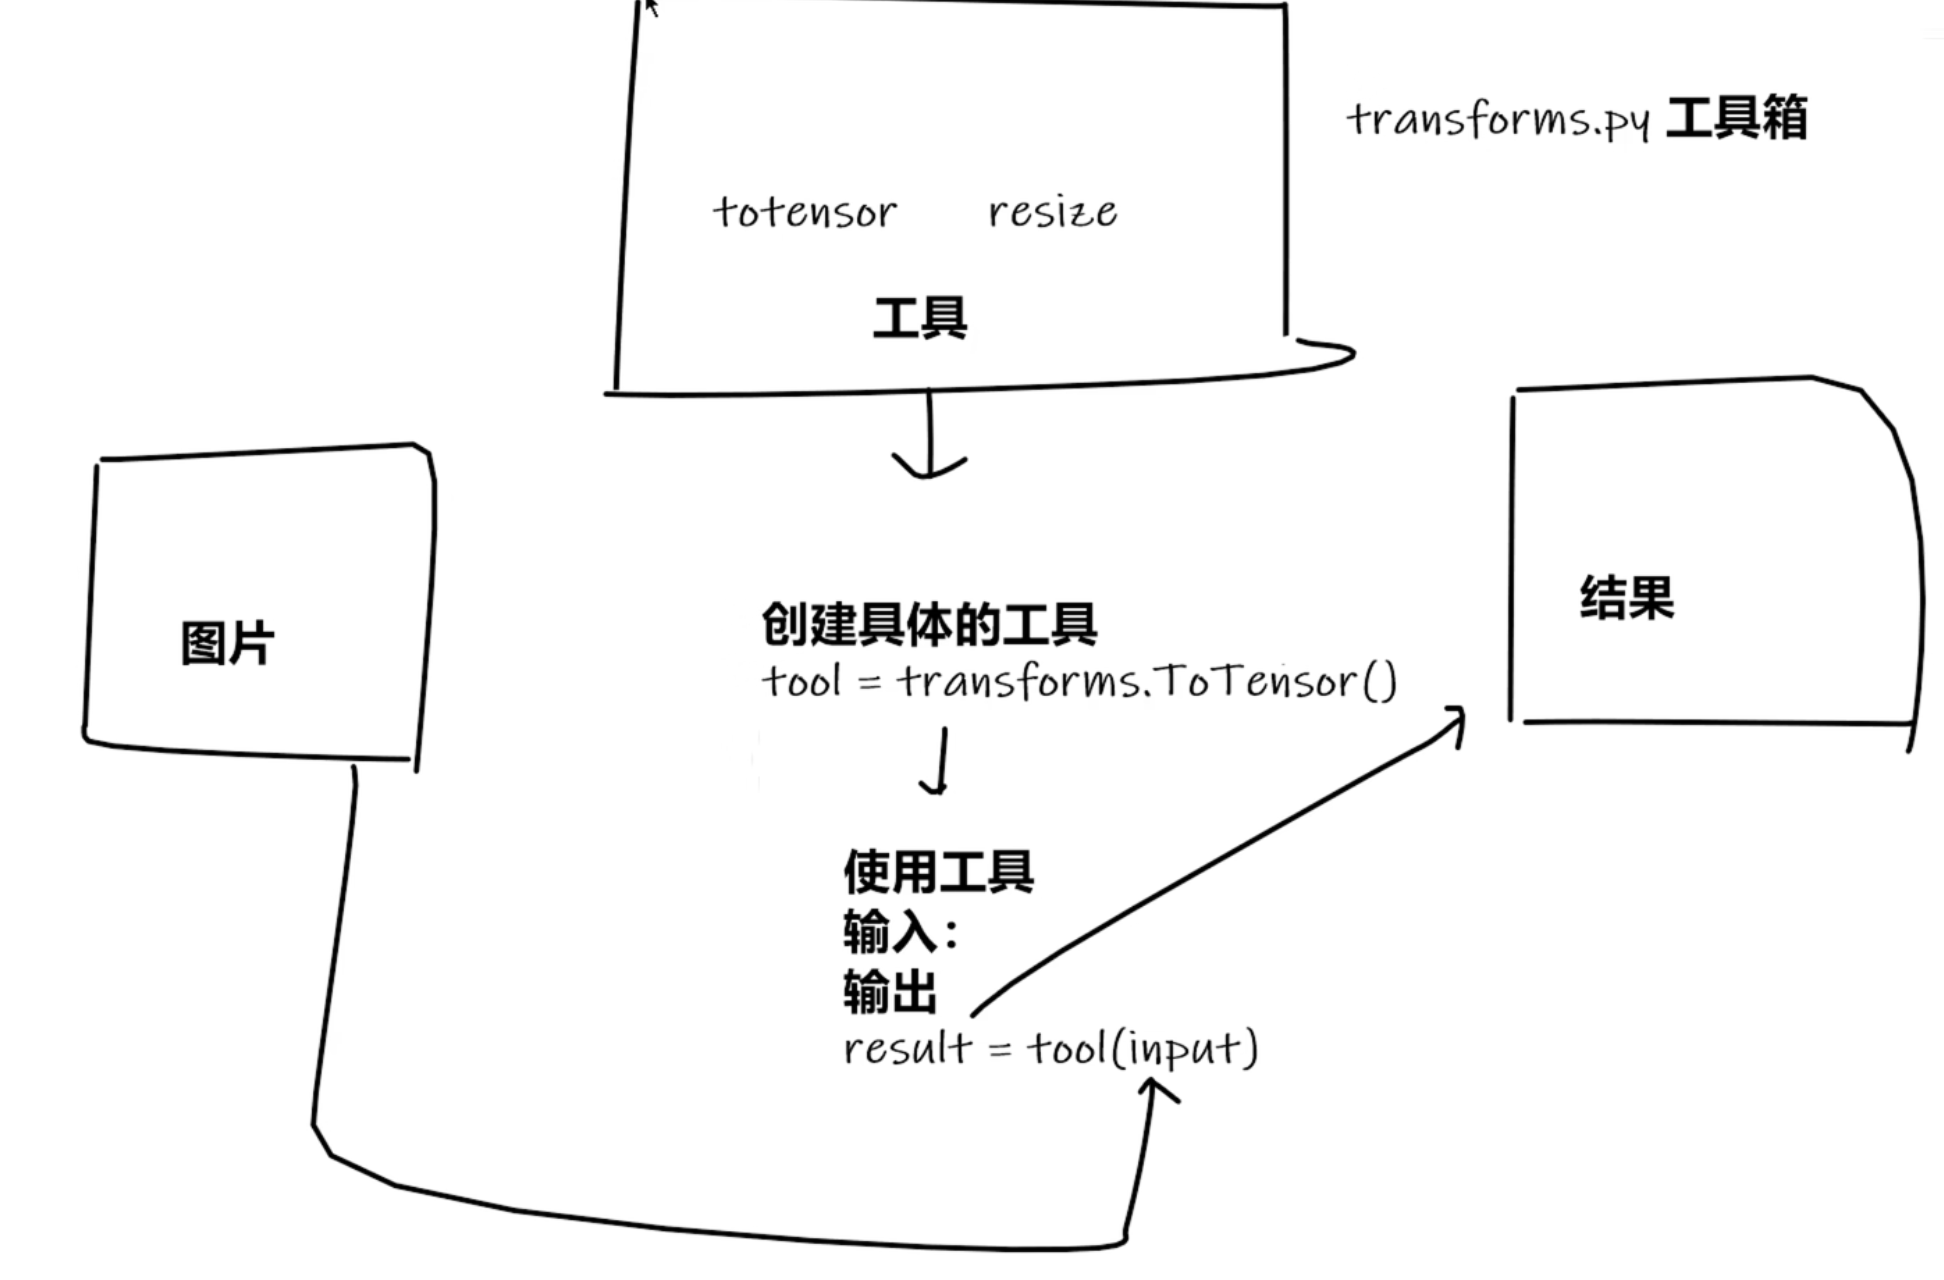 transforms.py 工具箱
totensor resize
工具
图片
创建具体的工具
tool = transforms.ToTensor()
结果
使用工具
输入：
输出
result = tool(input)